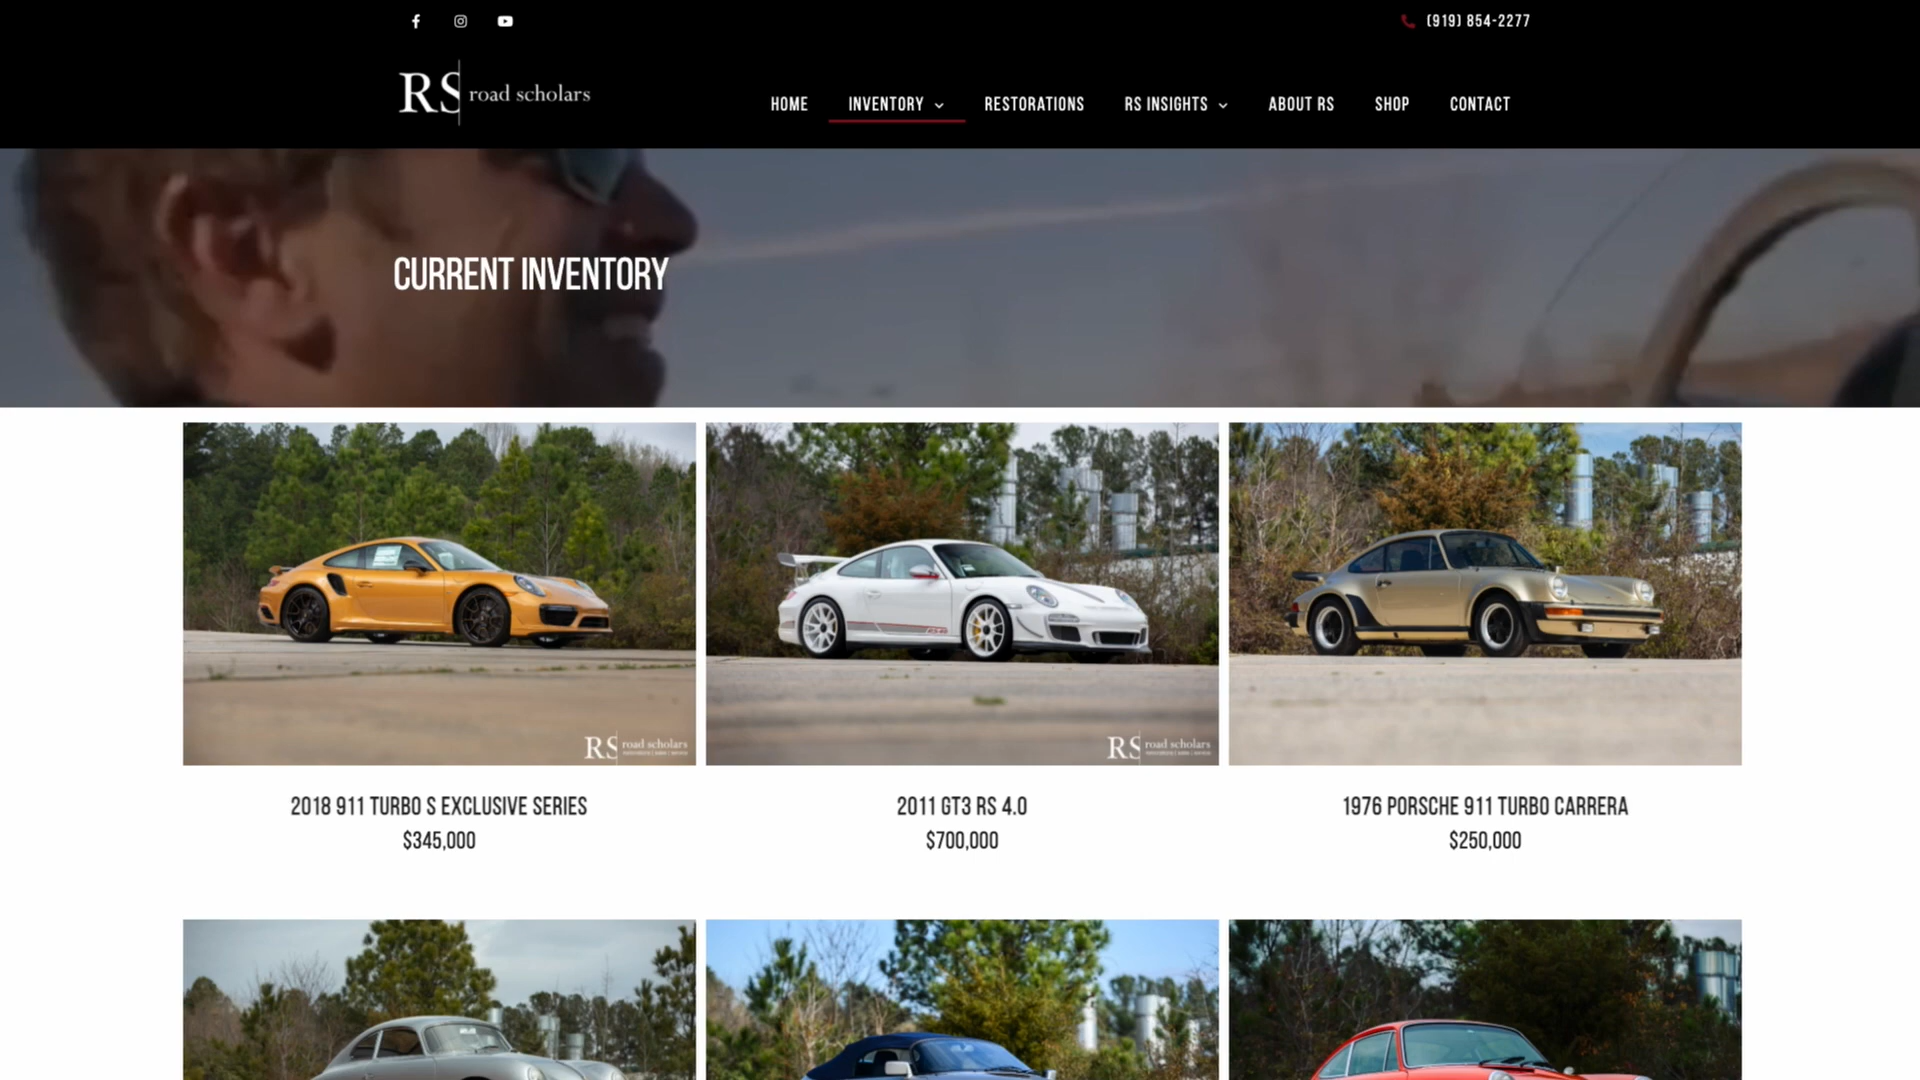 (919) 854-2277
RS road scholars
HOME
INVENTORY
RESTORATIONS
RS INSIGHTS
ABOUT RS
SHOP
CONTACT
CURRENT INVENTORY
RS road scholars
RS road scholars
2018 911 TURBO S EXCLUSIVE SERIES
$345,000
2011 GT3 RS 4.0
$700,000
1976 PORSCHE 911 TURBO CARRERA
$250,000